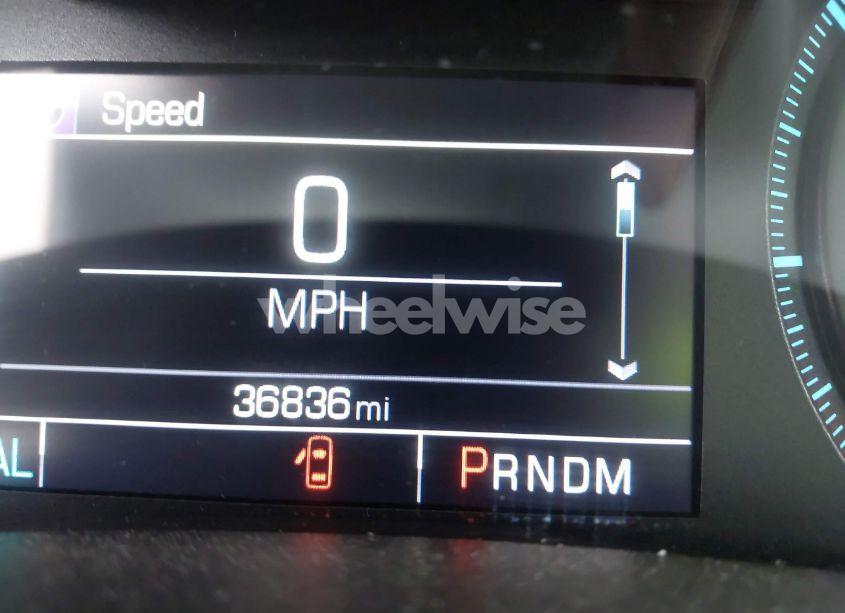 Speed
0
MPH
wheelwise
36836 mi
AL
PRNDM